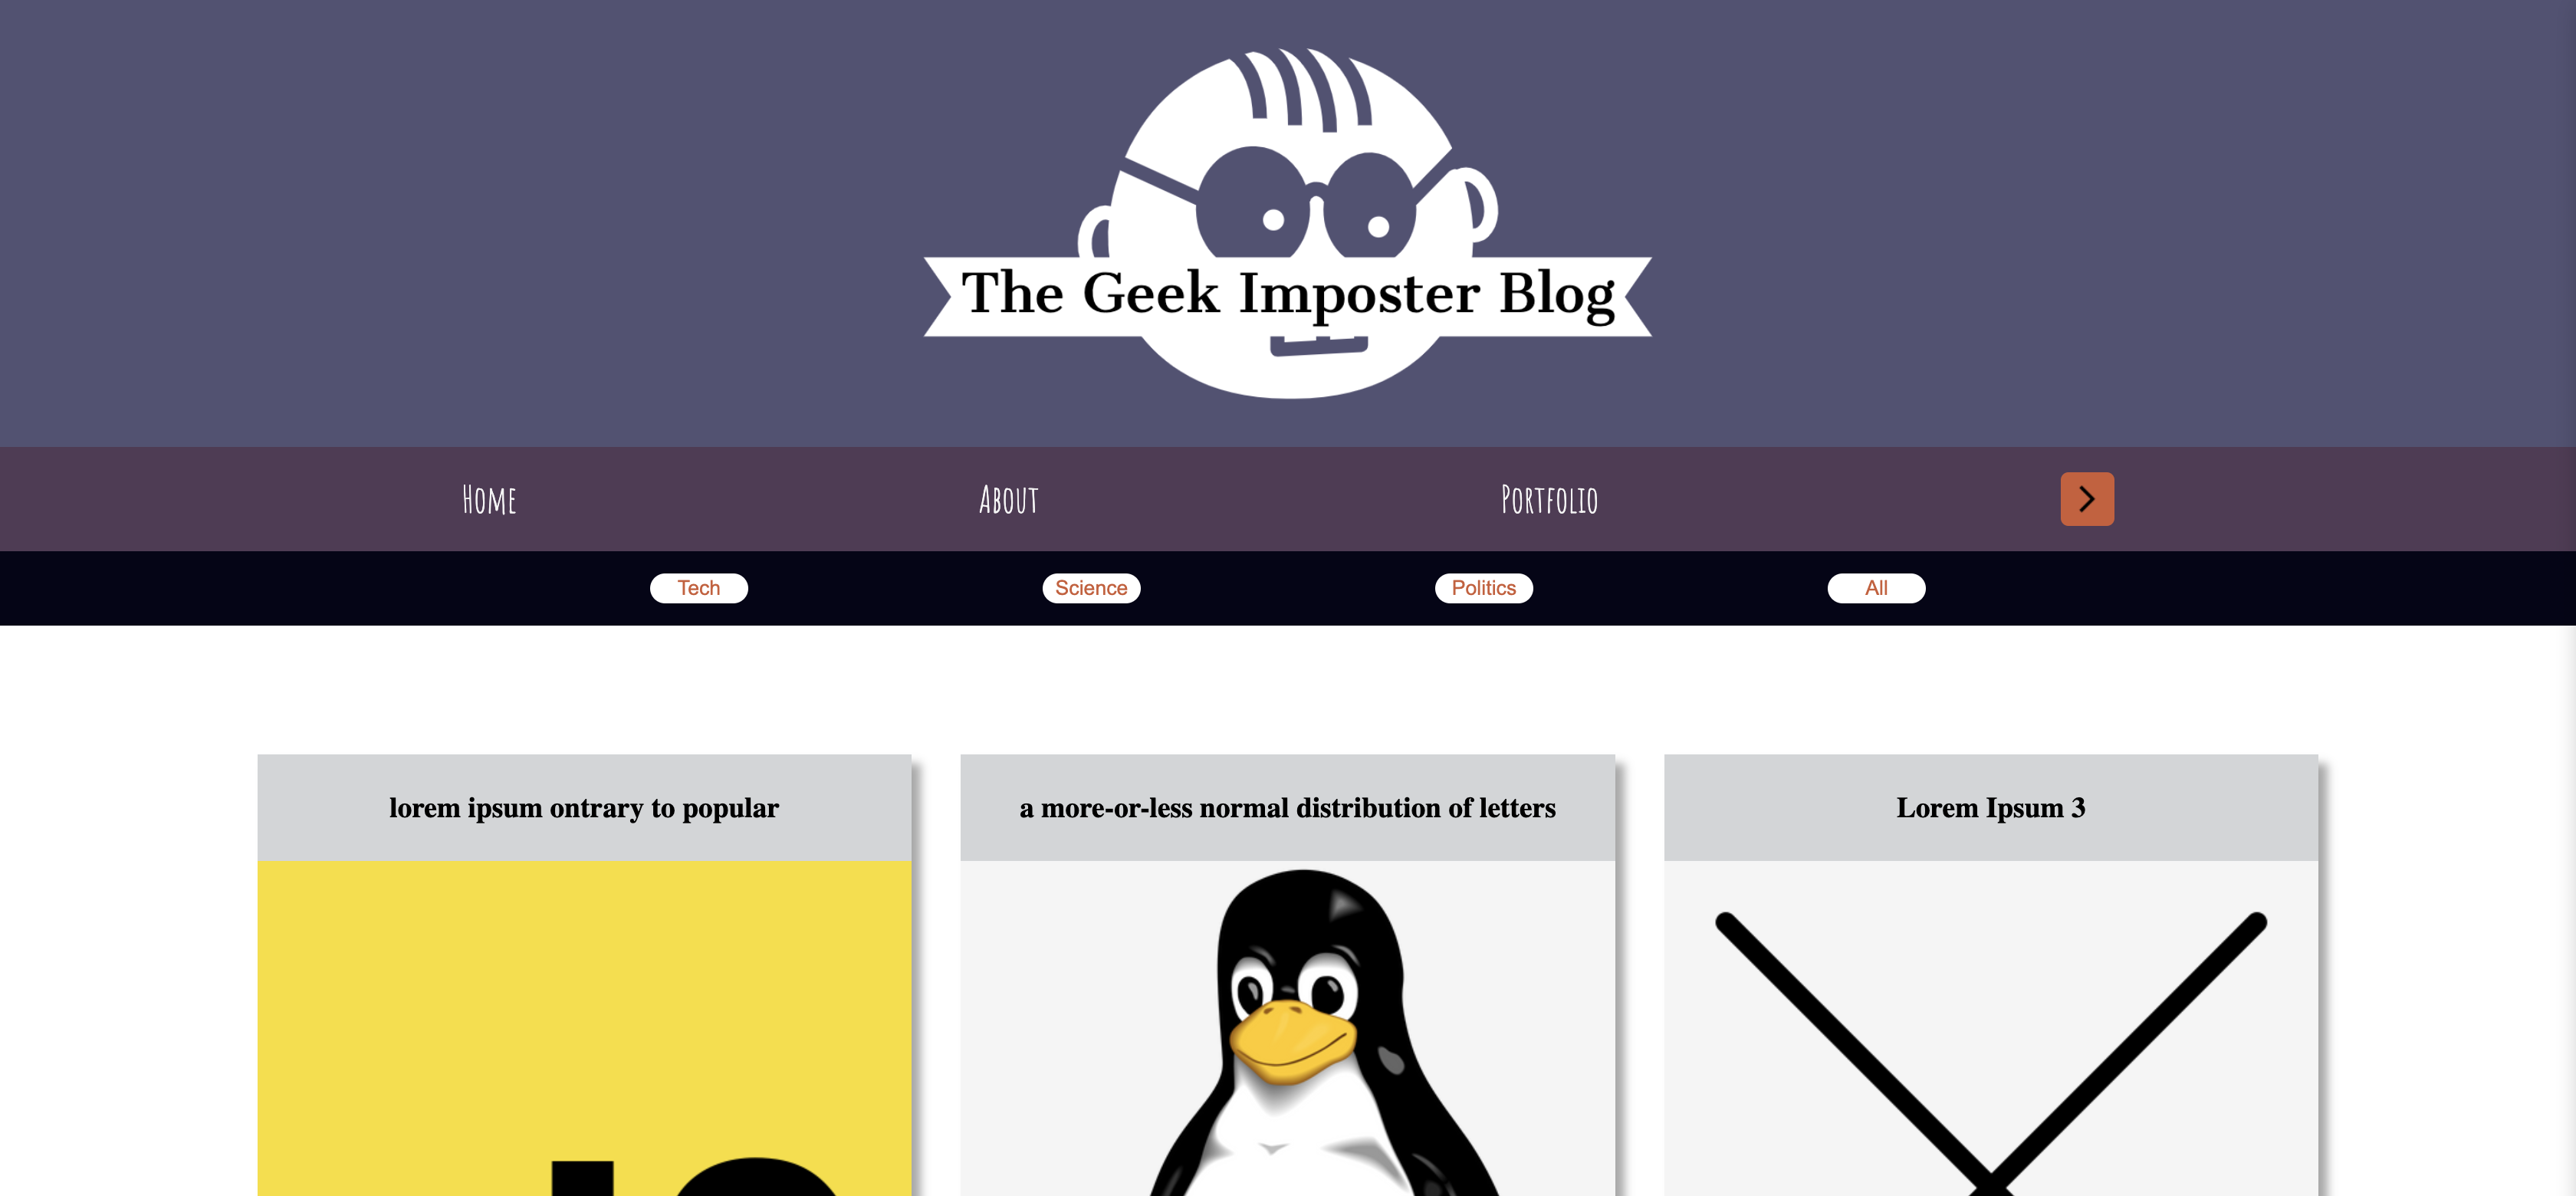 The Geek Imposter Blog
Home About Portfolio
Tech Science Politics All
lorem ipsum ontrary to popular
a more-or-less normal distribution of letters
Lorem Ipsum 3